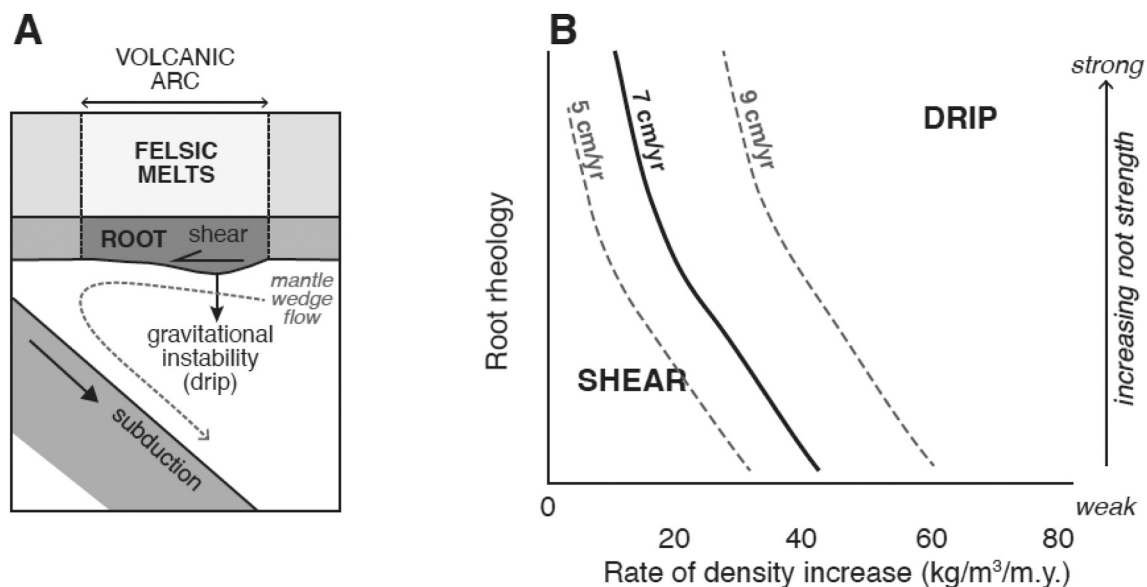 A
VOLCANIC
ARC
FELSIC
MELTS
ROOT
shear
mantle
wedge
flow
gravitational
instability
(drip)
subduction
B
strong
5 cm/yr
7 cm/yr
9 cm/yr
DRIP
Root rheology
increasing root strength
SHEAR
weak
0
20
40
60
80
Rate of density increase (kg/m³/m.y.)